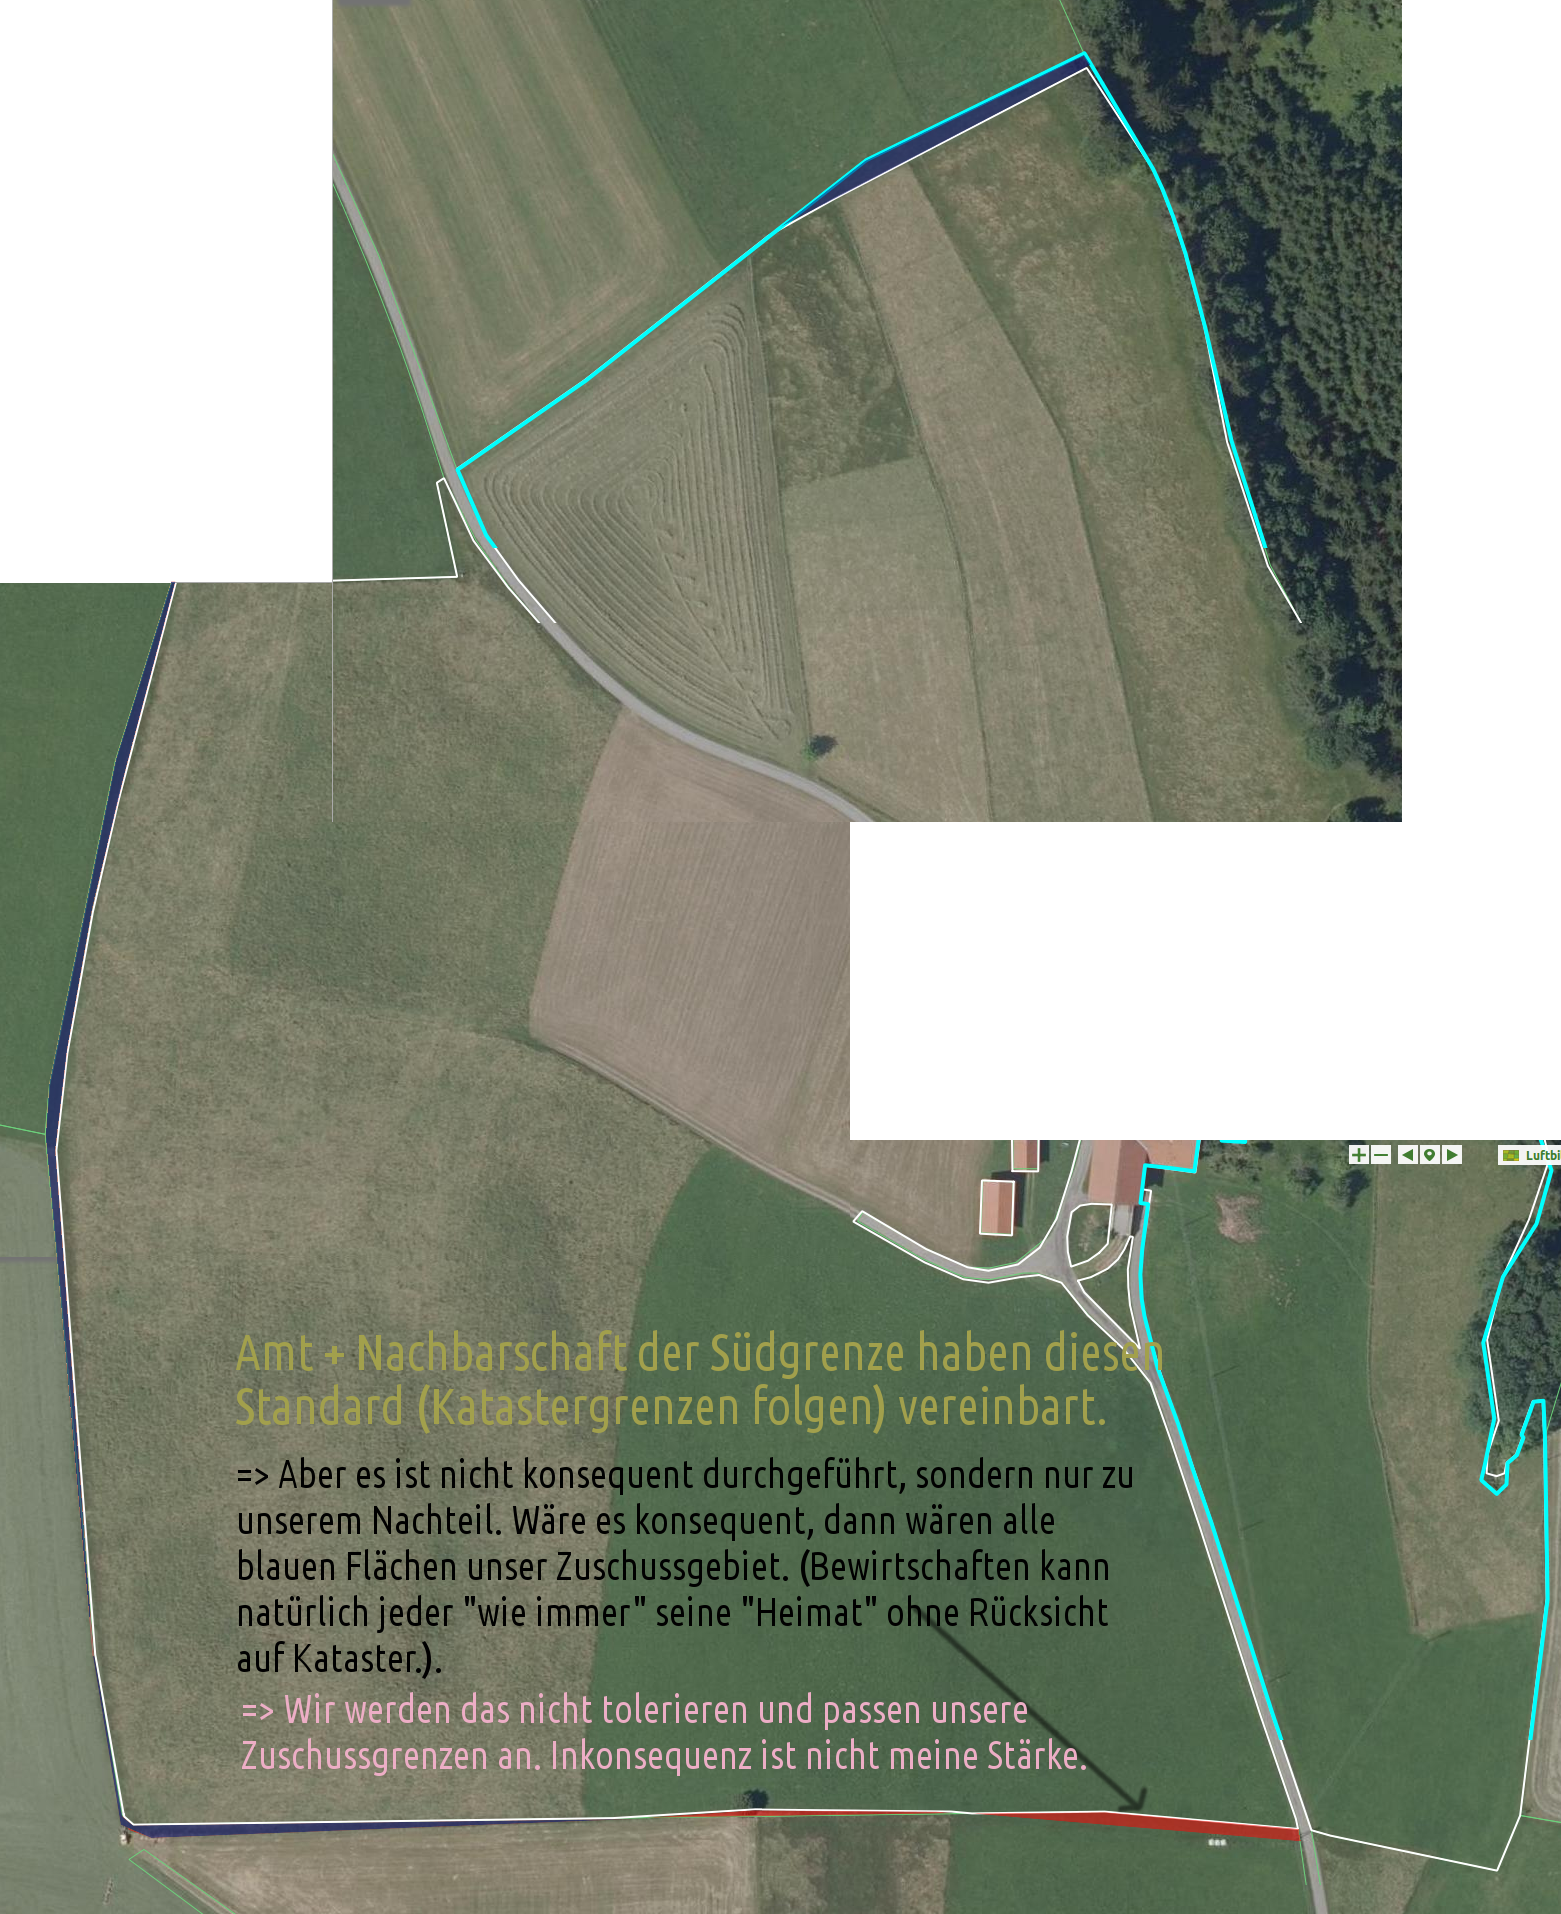 Luftbi
Amt + Nachbarschaft der Südgrenze haben diesen
Standard (Katastergrenzen folgen) vereinbart.
=> Aber es ist nicht konsequent durchgeführt, sondern nur zu
unserem Nachteil. Wäre es konsequent, dann wären alle
blauen Flächen unser Zuschussgebiet. (Bewirtschaften kann
natürlich jeder "wie immer" seine "Heimat" ohne Rücksicht
auf Kataster.).
=> Wir werden das nicht tolerieren und passen unsere
Zuschussgrenzen an. Inkonsequenz ist nicht meine Stärke.